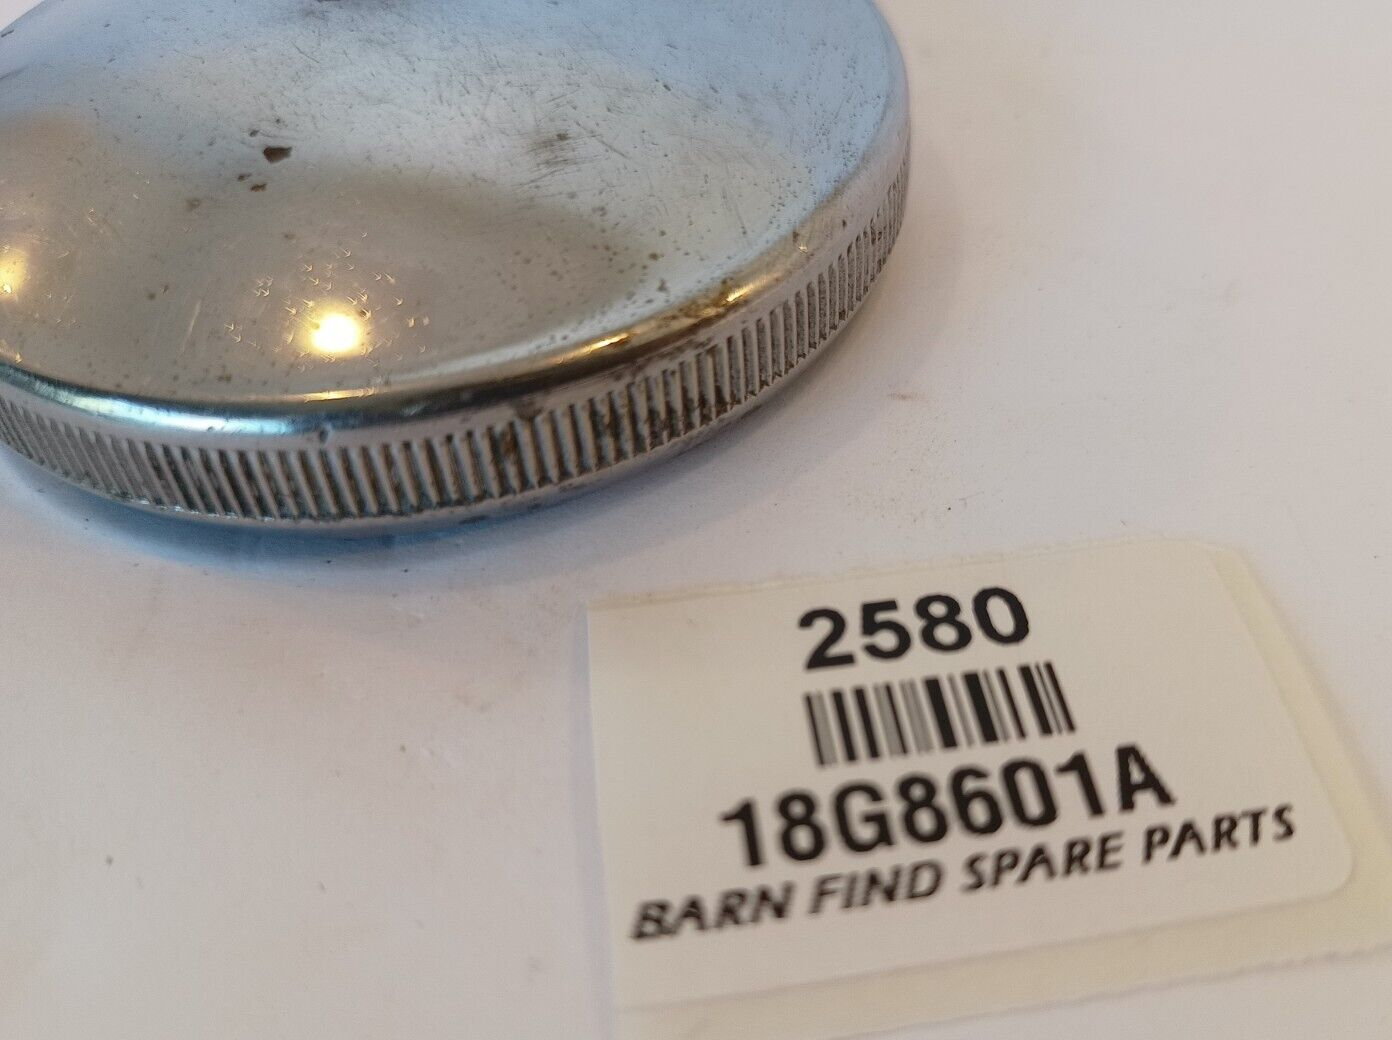 2580
18G8601A
BARN FIND SPARE PARTS